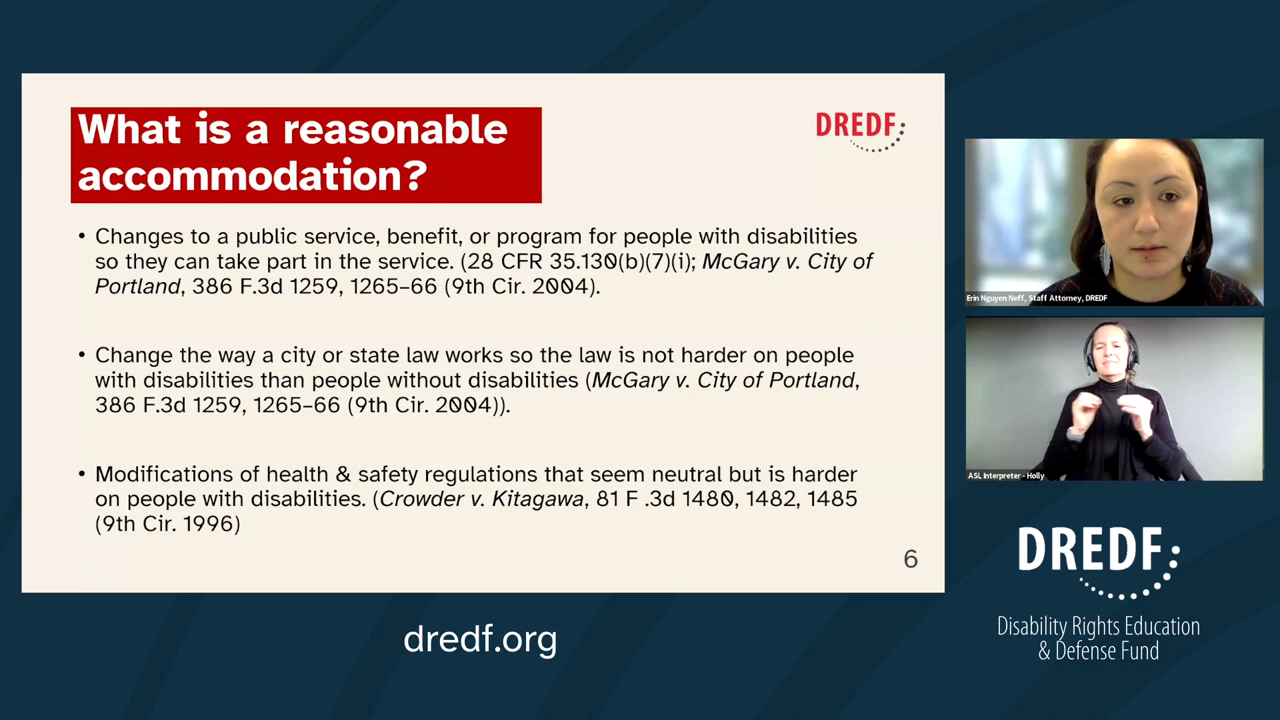 What is a reasonable
accommodation?
DREDF
• Changes to a public service, benefit, or program for people with disabilities
so they can take part in the service. (28 CFR 35.130(b)(7)(i); McGary v. City of
Portland, 386 F.3d 1259, 1265–66 (9th Cir. 2004).
• Change the way a city or state law works so the law is not harder on people
with disabilities than people without disabilities (McGary v. City of Portland,
386 F.3d 1259, 1265–66 (9th Cir. 2004)).
• Modifications of health & safety regulations that seem neutral but is harder
on people with disabilities. (Crowder v. Kitagawa, 81 F .3d 1480, 1482, 1485
(9th Cir. 1996)
6
Erin Nguyen Neff, Staff Attorney, DREDF
ASL Interpreter - Holly
DREDF
Disability Rights Education
& Defense Fund
dredf.org